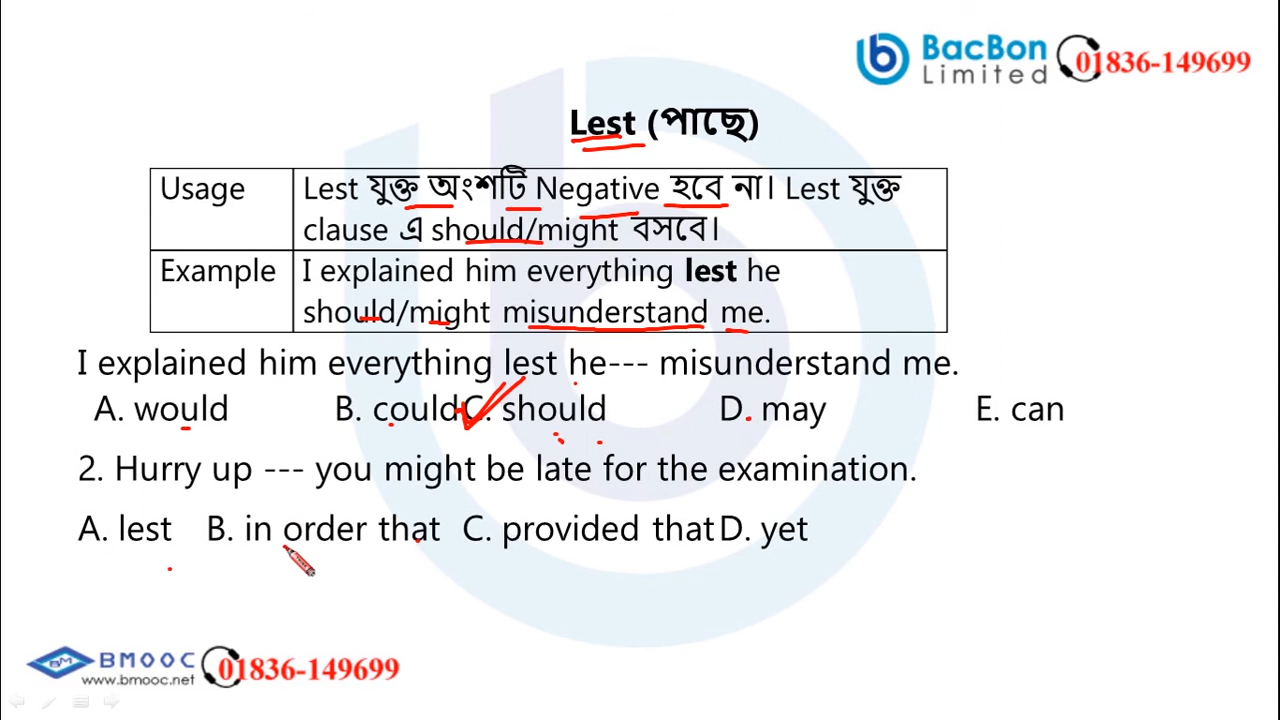 BacBon
Limited
01836-149699
Lest (পাছে)
Usage
Lest যুক্ত অংশটি Negative হবে না। Lest যুক্ত
clause এ should/might বসবে।
Example
I explained him everything lest he
should/might misunderstand me.
I explained him everything lest he--- misunderstand me.
A. would B. could C. should D. may E. can
2. Hurry up --- you might be late for the examination.
A. lest B. in order that C. provided that D. yet
BM BMOOC
www.bmooc.net
01836-149699